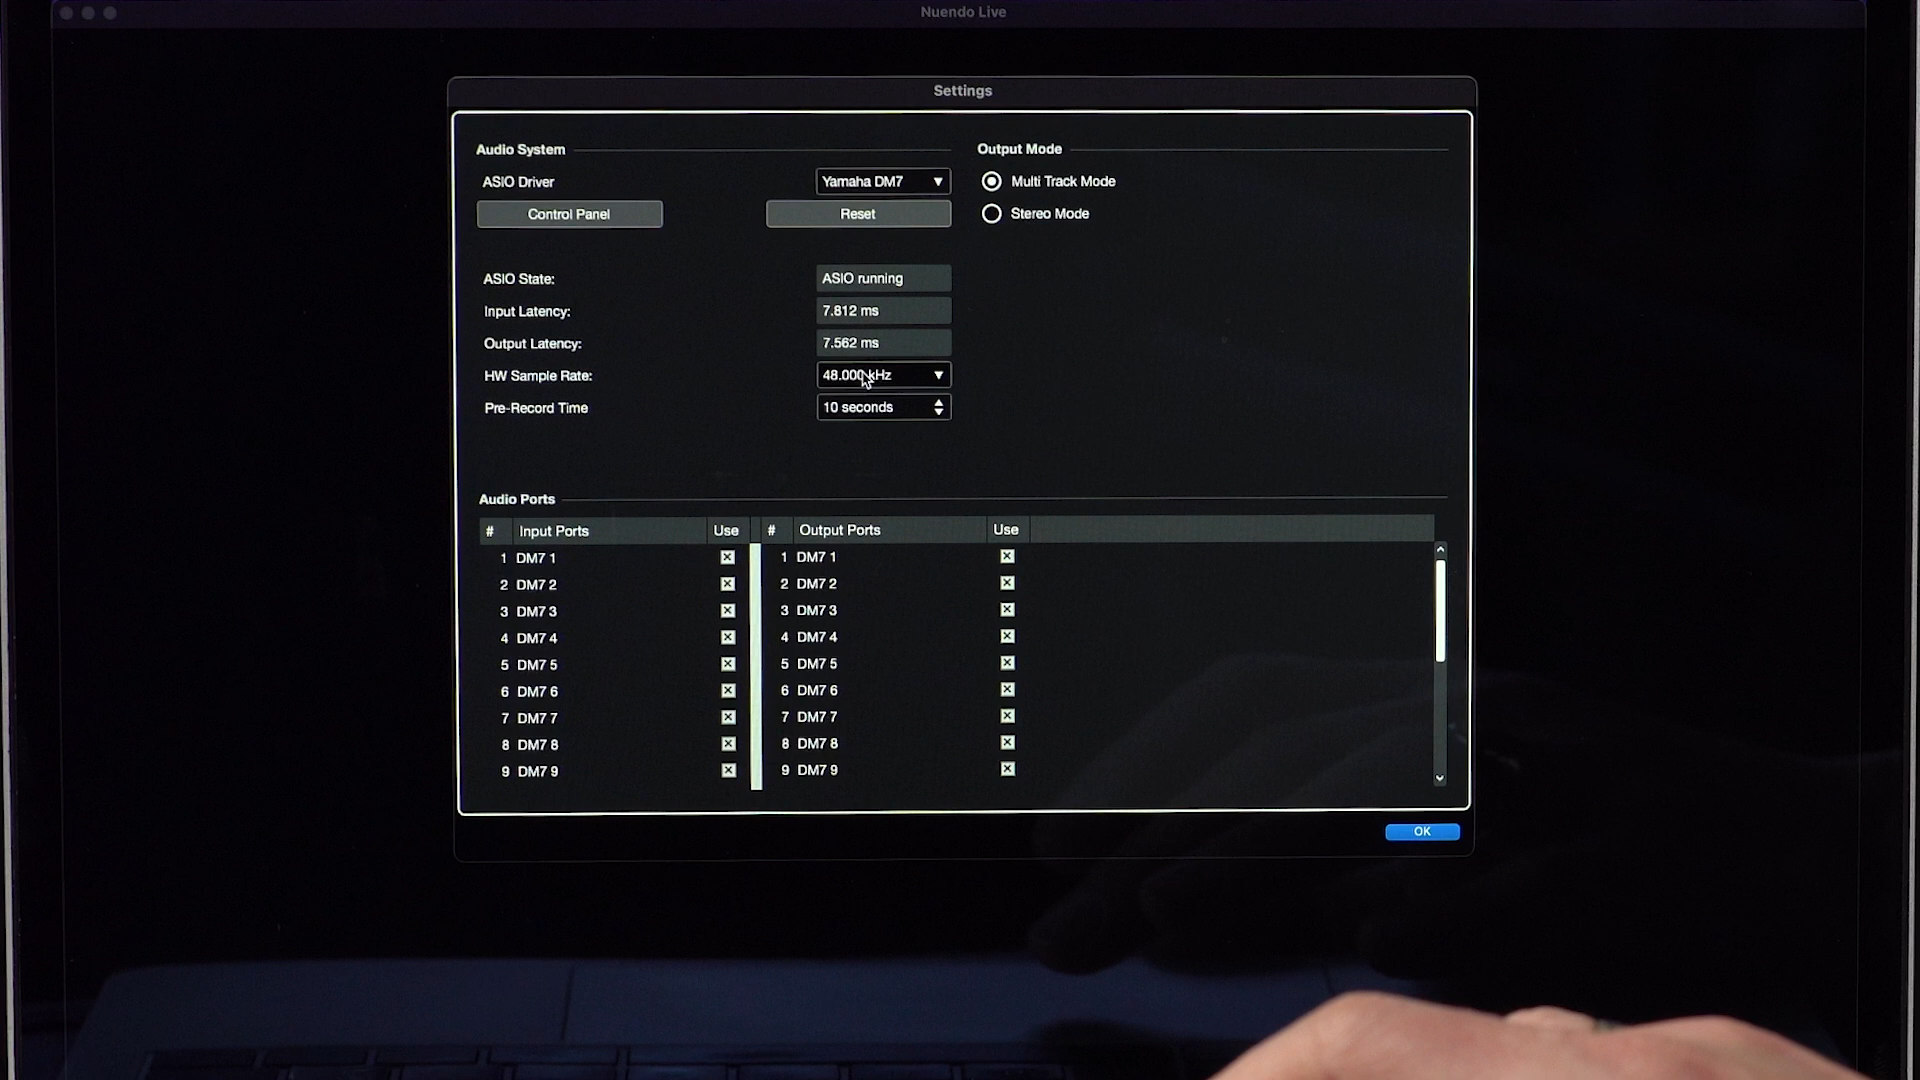 Nuendo Live
Settings
Audio System
Output Mode
ASIO Driver
Yamaha DM7
Multi Track Mode
Control Panel
Reset
Stereo Mode
ASIO State:
ASIO running
Input Latency:
7.812 ms
Output Latency:
7.562 ms
HW Sample Rate:
48.000 kHz
Pre-Record Time
10 seconds
Audio Ports
# Input Ports Use # Output Ports Use
1 DM7 1 1 DM7 1
2 DM7 2 2 DM7 2
3 DM7 3 3 DM7 3
4 DM7 4 4 DM7 4
5 DM7 5 5 DM7 5
6 DM7 6 6 DM7 6
7 DM7 7 7 DM7 7
8 DM7 8 8 DM7 8
9 DM7 9 9 DM7 9
OK